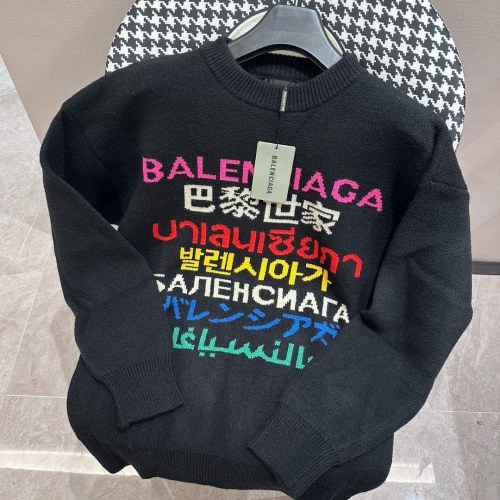 BALENCIAGA
巴黎世家
บาเลนเซียกา
발렌시아가
БАЛЕНСИАГА
バレンシアガ
بالنسياغا
BALENCIAGA